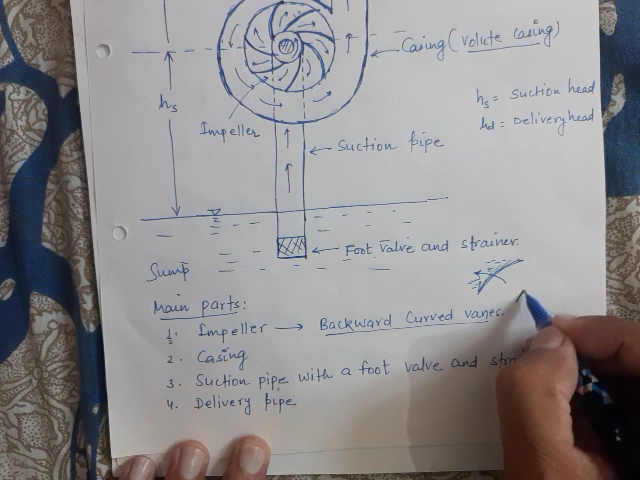 Casing (volute casing)
hs
hs = Suction head
hd = Delivery head
Impeller
Suction pipe
Foot valve and strainer.
Sump
Main parts:
1. Impeller → Backward Curved vanes.
2. Casing
3. Suction pipe with a foot valve and
4. Delivery pipe